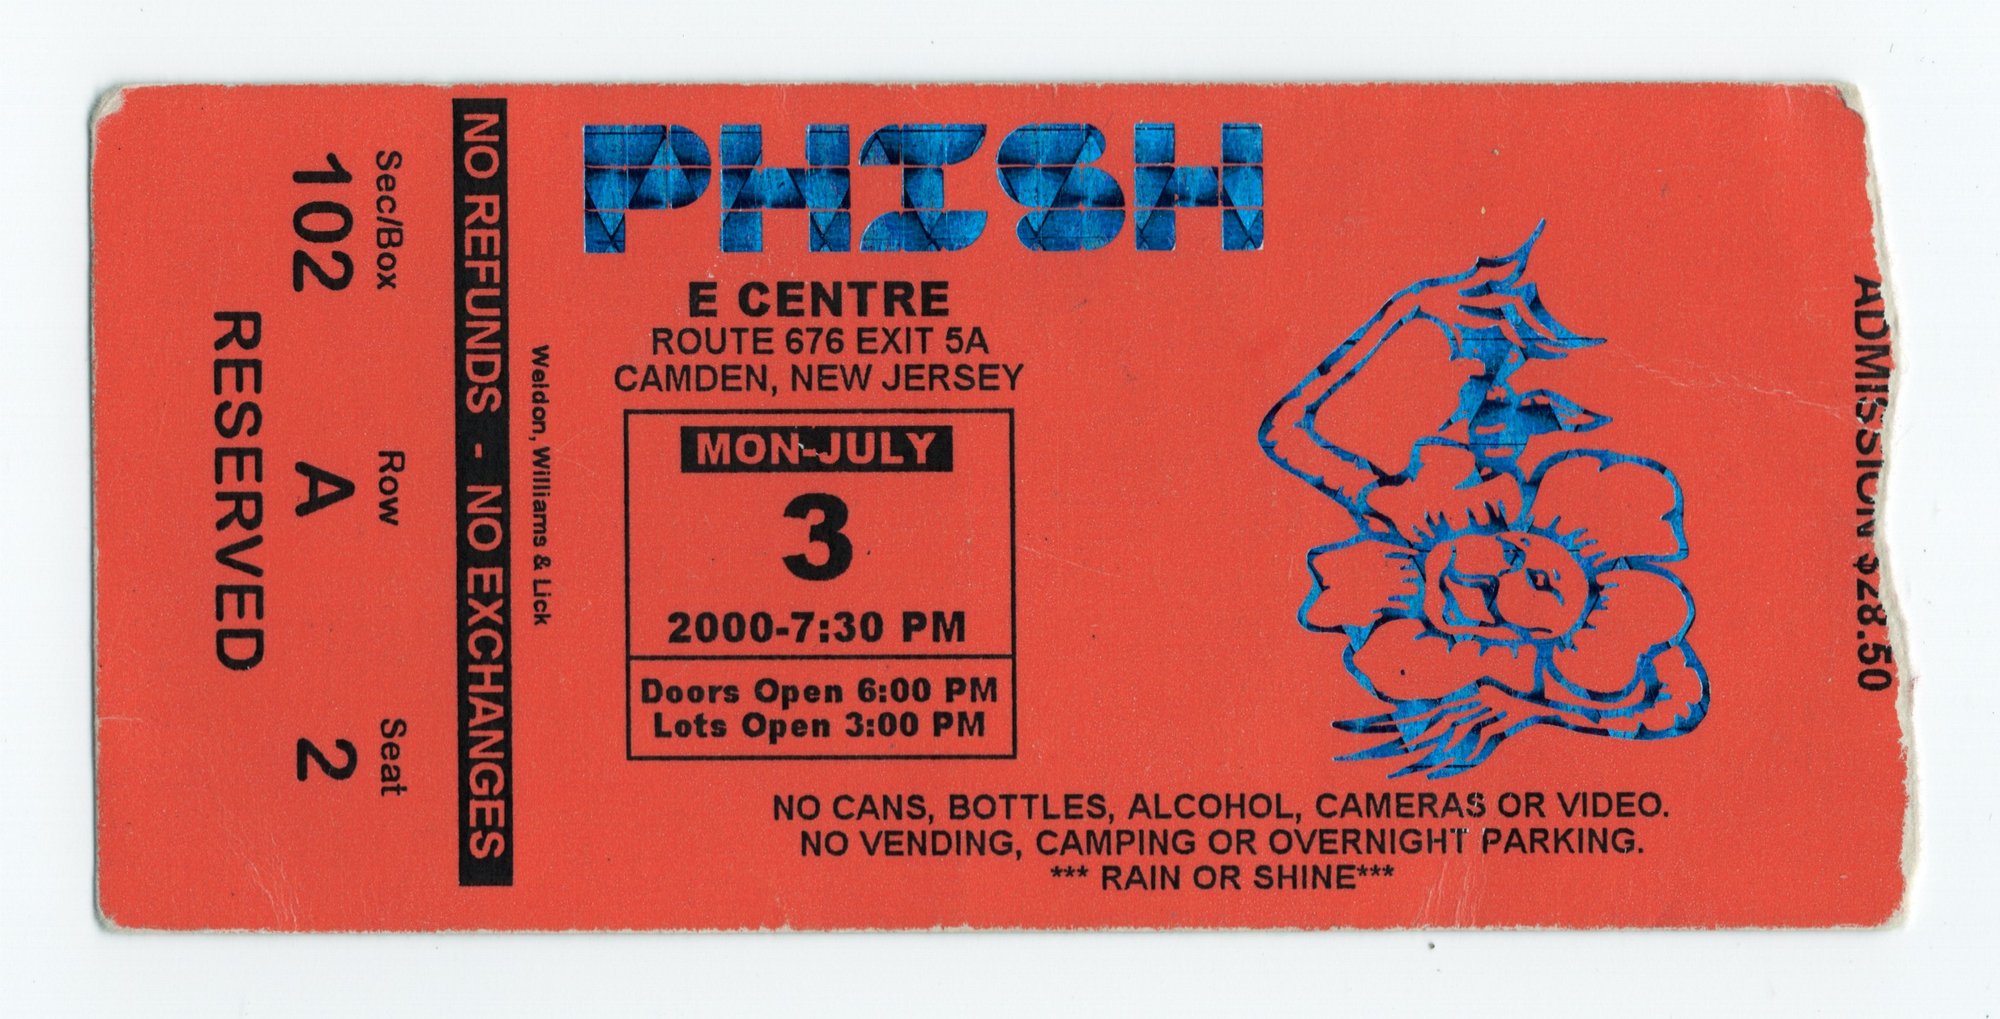 PHISH
E CENTRE
ROUTE 676 EXIT 5A
CAMDEN, NEW JERSEY
MON-JULY
3
2000-7:30 PM
Doors Open 6:00 PM
Lots Open 3:00 PM
NO CANS, BOTTLES, ALCOHOL, CAMERAS OR VIDEO.
NO VENDING, CAMPING OR OVERNIGHT PARKING.
*** RAIN OR SHINE***
ADMISSION $28.50
Weldon, Williams & Lick
NO REFUNDS - NO EXCHANGES
Sec/Box Row Seat
102 A 2
RESERVED